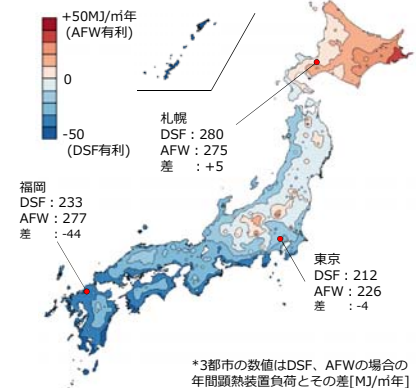 +50MJ/㎡年
(AFW有利)
0
-50
(DSF有利)
札幌
DSF：280
AFW：275
差　：+5
福岡
DSF：233
AFW：277
差　：-44
東京
DSF：212
AFW：226
差　：-4
*3都市の数値はDSF、AFWの場合の
年間顕熱装置負荷とその差[MJ/㎡年]